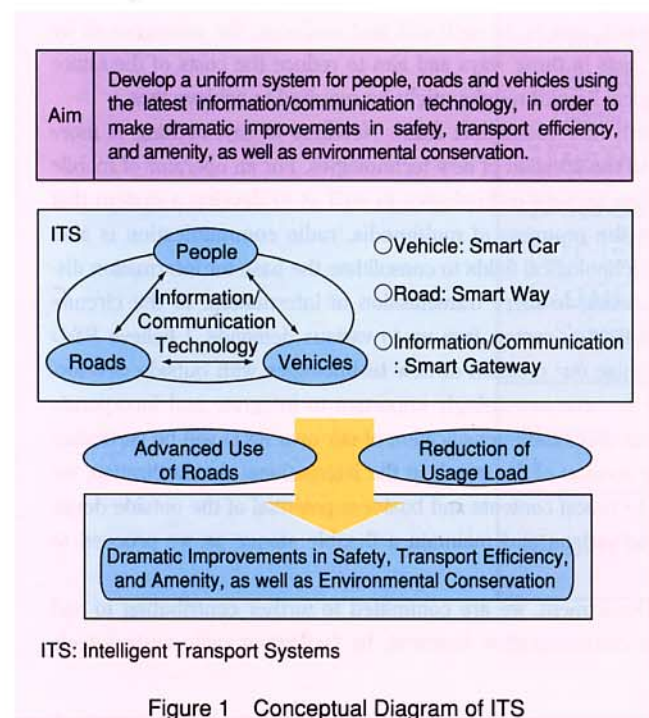 Aim
Develop a uniform system for people, roads and vehicles using
the latest information/communication technology, in order to
make dramatic improvements in safety, transport efficiency,
and amenity, as well as environmental conservation.
ITS
People
Information/
Communication
Technology
Roads
Vehicles
○Vehicle: Smart Car
○Road: Smart Way
○Information/Communication
: Smart Gateway
Advanced Use
of Roads
Reduction of
Usage Load
Dramatic Improvements in Safety, Transport Efficiency,
and Amenity, as well as Environmental Conservation
ITS: Intelligent Transport Systems
Figure 1 Conceptual Diagram of ITS